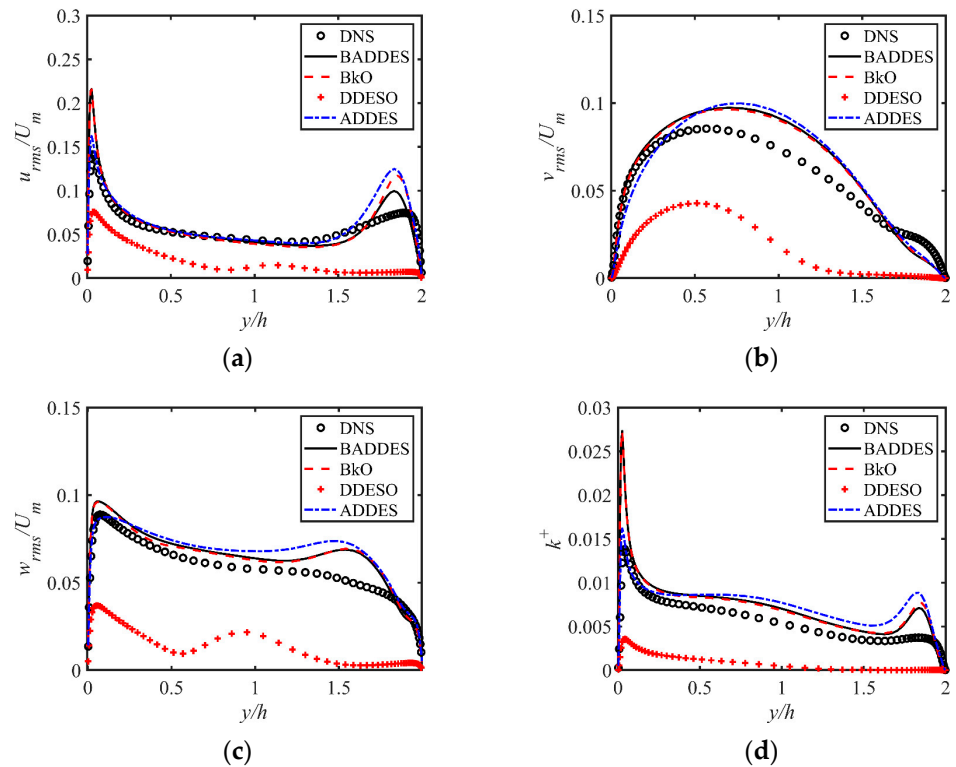 0.3
0.25
0.2
0.15
0.1
0.05
0
u_rms/U_m
DNS
BADDES
BkO
DDESO
ADDES
0 0.5 1 1.5 2
y/h
(a)
0.15
0.1
0.05
0
v_rms/U_m
DNS
BADDES
BkO
DDESO
ADDES
0 0.5 1 1.5 2
y/h
(b)
0.15
0.1
0.05
0
w_rms/U_m
DNS
BADDES
BkO
DDESO
ADDES
0 0.5 1 1.5 2
y/h
(c)
0.03
0.025
0.02
0.015
0.01
0.005
0
k^+
DNS
BADDES
BkO
DDESO
ADDES
0 0.5 1 1.5 2
y/h
(d)